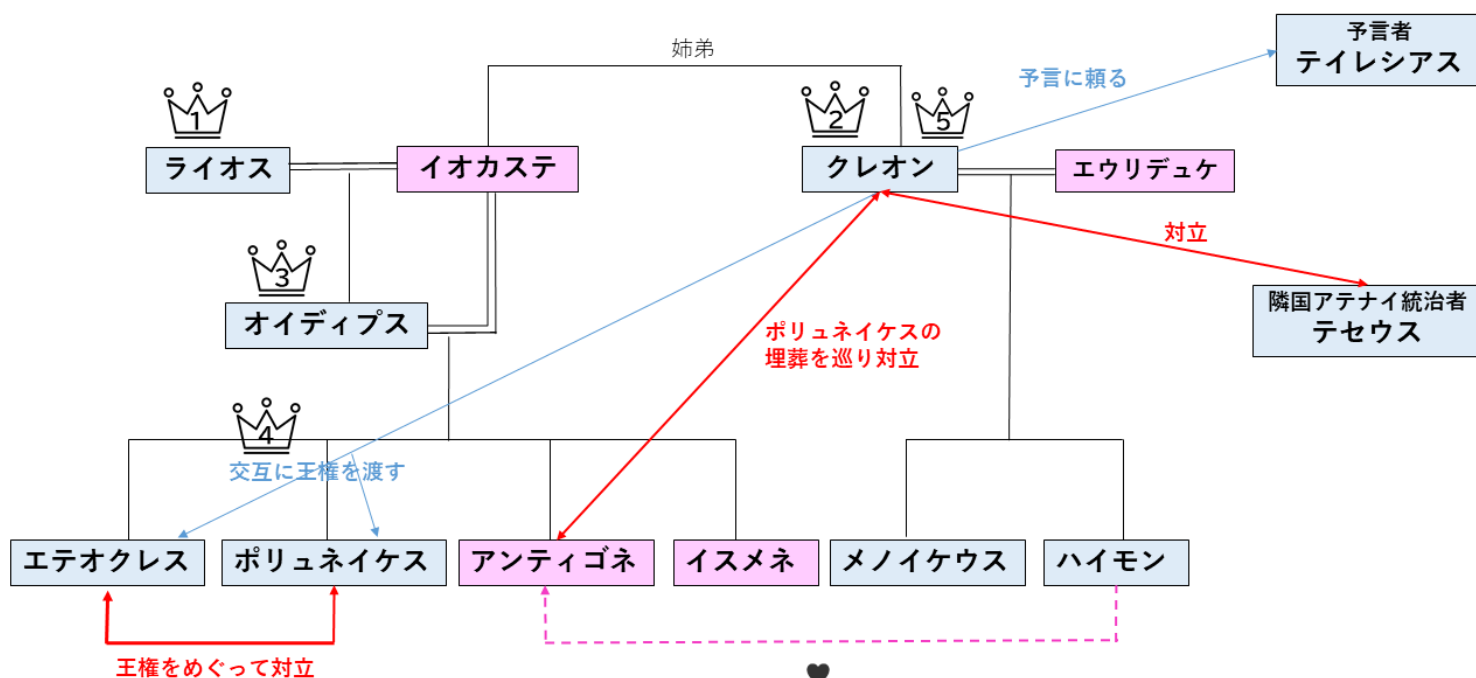 姉弟
予言者
テイレシアス
予言に頼る
1
2
5
ライオス
イオカステ
クレオン
エウリデュケ
対立
3
隣国アテナイ統治者
テセウス
オイディプス
ポリュネイケスの
埋葬を巡り対立
4
交互に王権を渡す
エテオクレス
ポリュネイケス
アンティゴネ
イスメネ
メノイケウス
ハイモン
王権をめぐって対立